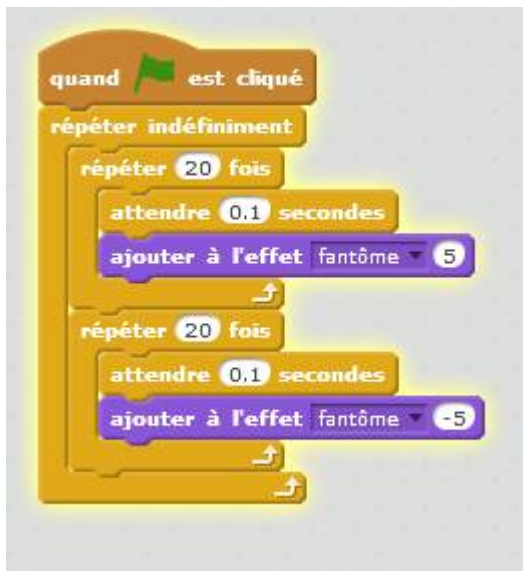 quand est cliqué
répéter indéfiniment
répéter 20 fois
attendre 0.1 secondes
ajouter à l'effet fantôme 5
répéter 20 fois
attendre 0.1 secondes
ajouter à l'effet fantôme -5